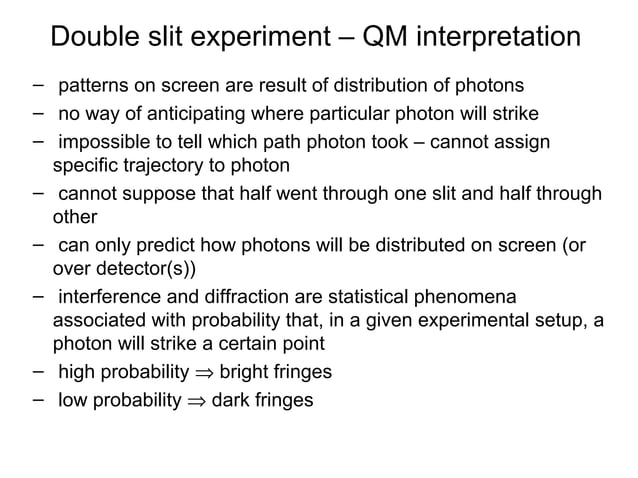 Double slit experiment – QM interpretation
– patterns on screen are result of distribution of photons
– no way of anticipating where particular photon will strike
– impossible to tell which path photon took – cannot assign
specific trajectory to photon
– cannot suppose that half went through one slit and half through
other
– can only predict how photons will be distributed on screen (or
over detector(s))
– interference and diffraction are statistical phenomena
associated with probability that, in a given experimental setup, a
photon will strike a certain point
– high probability ⇒ bright fringes
– low probability ⇒ dark fringes